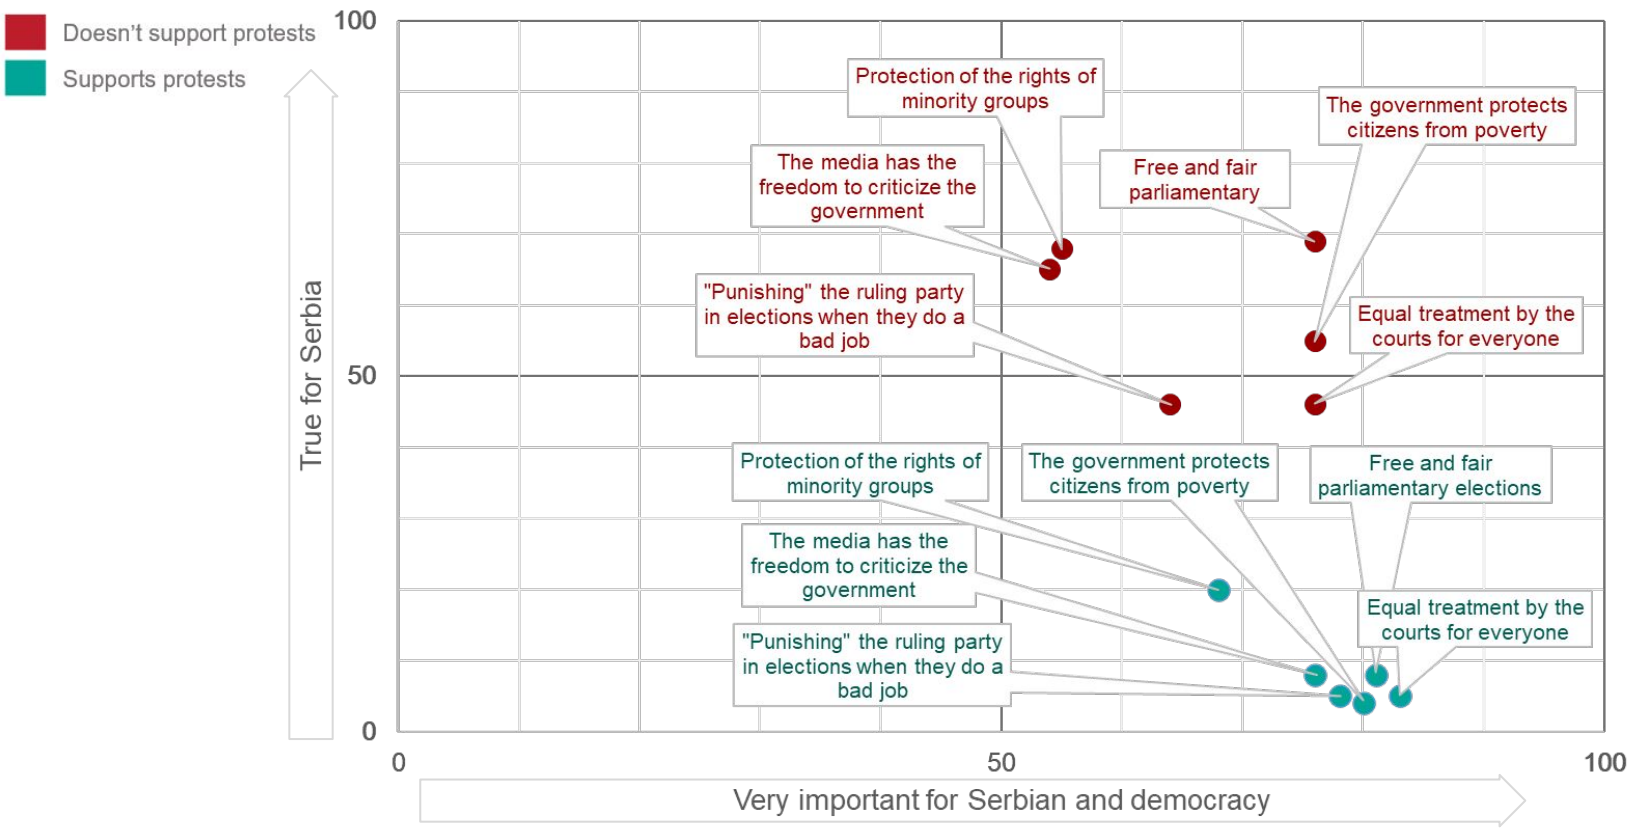 Doesn't support protests
Supports protests
True for Serbia
100
50
0
Protection of the rights of
minority groups
The government protects
citizens from poverty
The media has the
freedom to criticize the
government
Free and fair
parliamentary
"Punishing" the ruling party
in elections when they do a
bad job
Equal treatment by the
courts for everyone
Protection of the rights of
minority groups
The government protects
citizens from poverty
Free and fair
parliamentary elections
The media has the
freedom to criticize the
government
Equal treatment by the
courts for everyone
"Punishing" the ruling party
in elections when they do a
bad job
0
50
100
Very important for Serbian and democracy